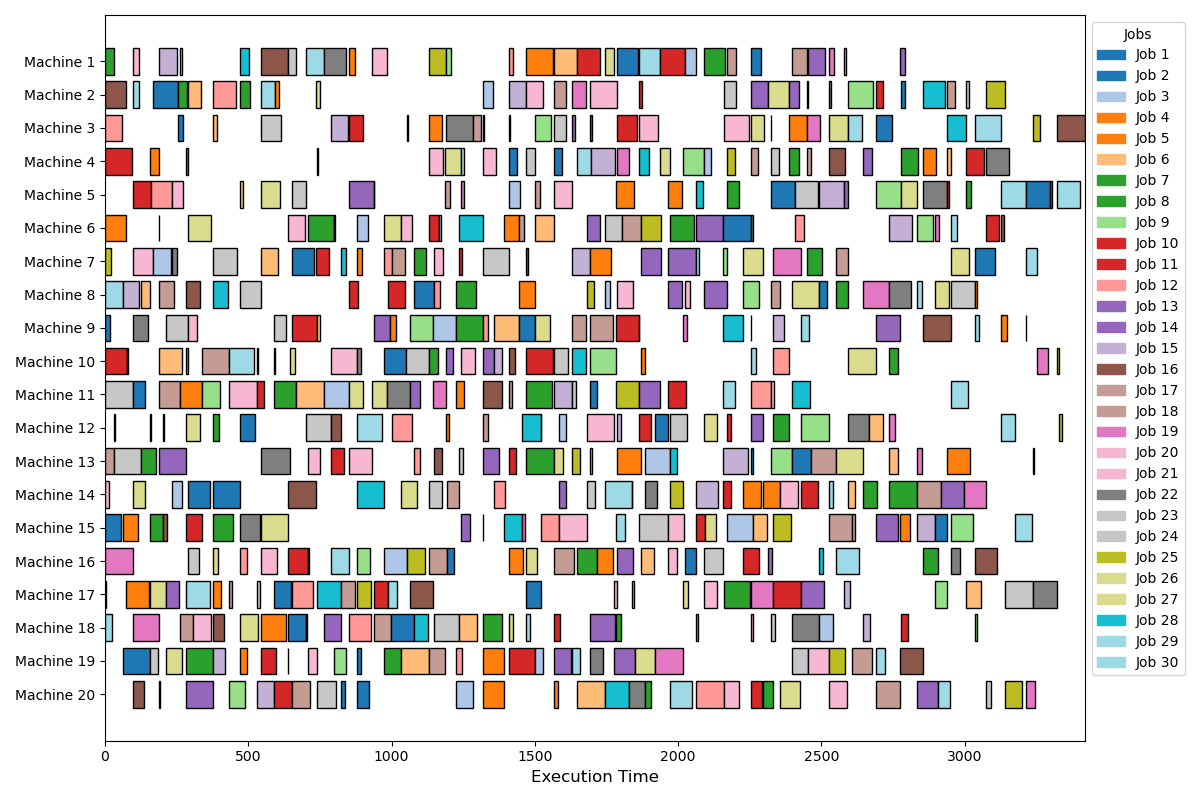 Machine 1
Machine 2
Machine 3
Machine 4
Machine 5
Machine 6
Machine 7
Machine 8
Machine 9
Machine 10
Machine 11
Machine 12
Machine 13
Machine 14
Machine 15
Machine 16
Machine 17
Machine 18
Machine 19
Machine 20
0 500 1000 1500 2000 2500 3000
Execution Time
Jobs
Job 1
Job 2
Job 3
Job 4
Job 5
Job 6
Job 7
Job 8
Job 9
Job 10
Job 11
Job 12
Job 13
Job 14
Job 15
Job 16
Job 17
Job 18
Job 19
Job 20
Job 21
Job 22
Job 23
Job 24
Job 25
Job 26
Job 27
Job 28
Job 29
Job 30